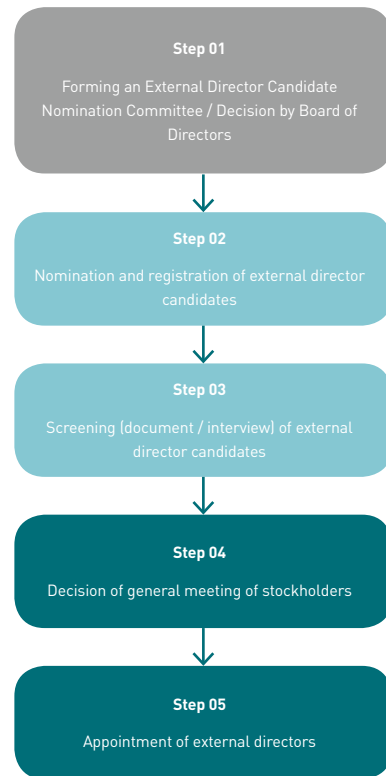 Step 01
Forming an External Director Candidate
Nomination Committee / Decision by Board of
Directors
Step 02
Nomination and registration of external director
candidates
Step 03
Screening (document / interview) of external
director candidates
Step 04
Decision of general meeting of stockholders
Step 05
Appointment of external directors